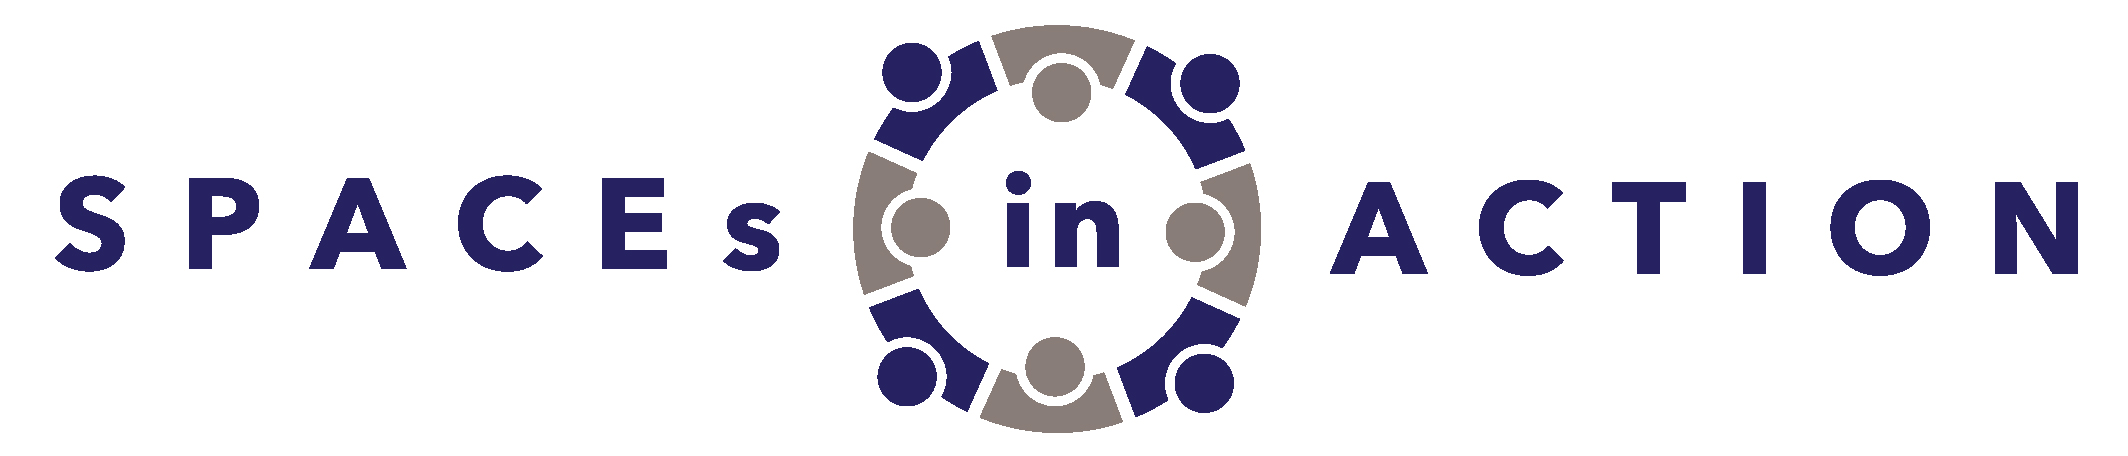 SPACEs in ACTION